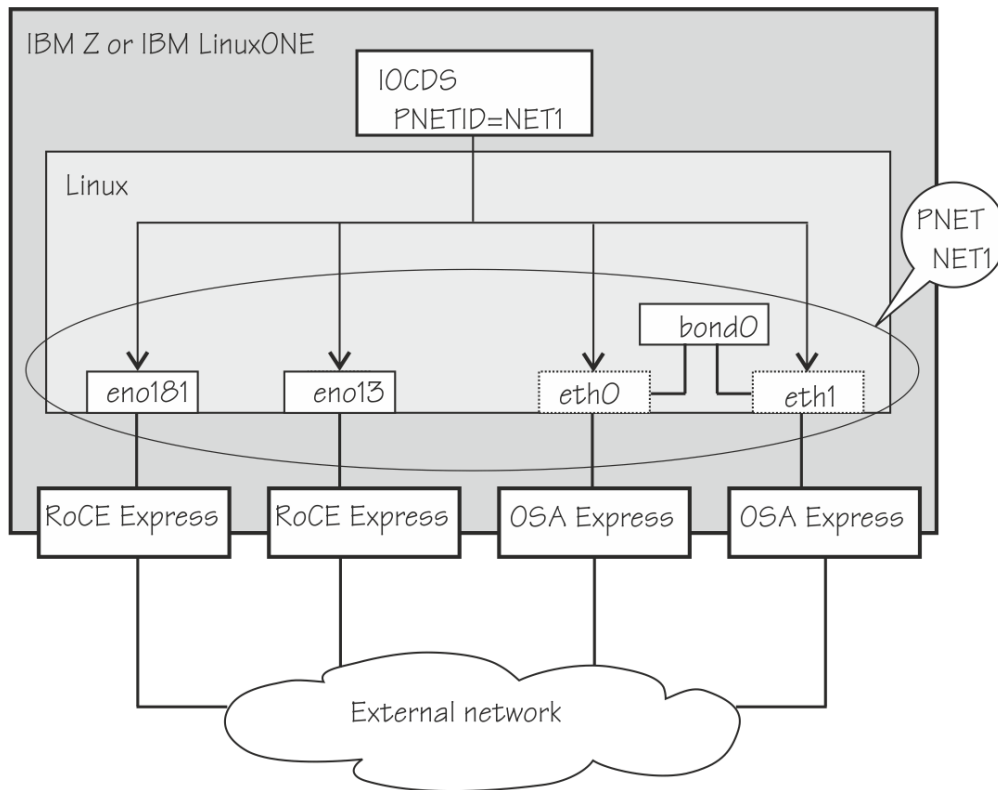 IBM Z or IBM LinuxONE
IOCDS
PNETID=NET1
Linux
PNET
NET1
bond0
eno181
eno13
eth0
eth1
RoCE Express
RoCE Express
OSA Express
OSA Express
External network